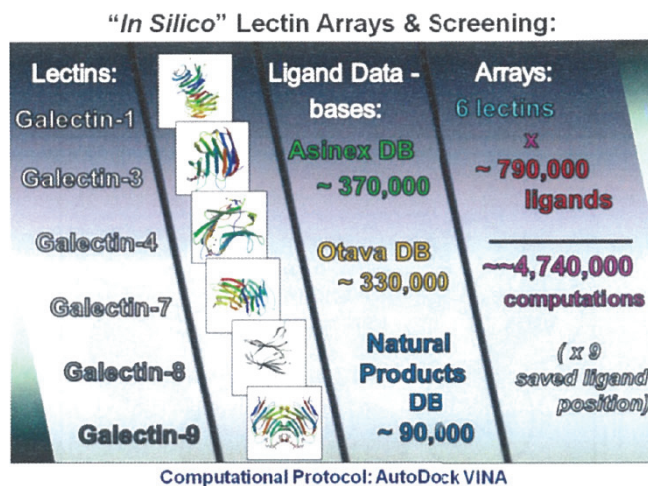 “In Silico” Lectin Arrays & Screening:
Lectins:
Galectin-1
Galectin-3
Galectin-4
Galectin-7
Galectin-8
Galectin-9
Ligand Data -
bases:
Asinex DB
~ 370,000
Otava DB
~ 330,000
Natural
Products
DB
~ 90,000
Arrays:
6 lectins
x
~ 790,000
ligands
~~4,740,000
computations
( x 9
saved ligand
position)
Computational Protocol: AutoDock VINA